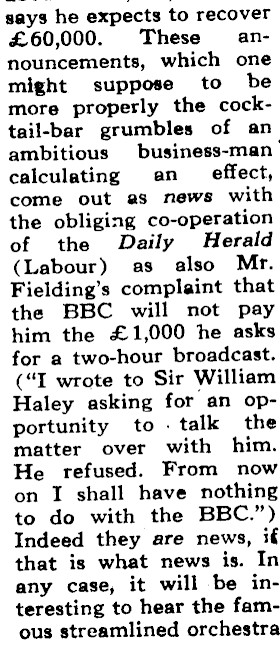 says he expects to recover
£60,000. These an-
nouncements, which one
might suppose to be
more properly the cock-
tail-bar grumbles of an
ambitious business-man
calculating an effect,
come out as news with
the obliging co-operation
of the Daily Herald
(Labour) as also Mr.
Fielding's complaint that
the BBC will not pay
him the £1,000 he asks
for a two-hour broadcast.
("I wrote to Sir William
Haley asking for an op-
portunity to talk the
matter over with him.
He refused. From now
on I shall have nothing
to do with the BBC.")
Indeed they are news, if
that is what news is. In
any case, it will be in-
teresting to hear the fam-
ous streamlined orchestra